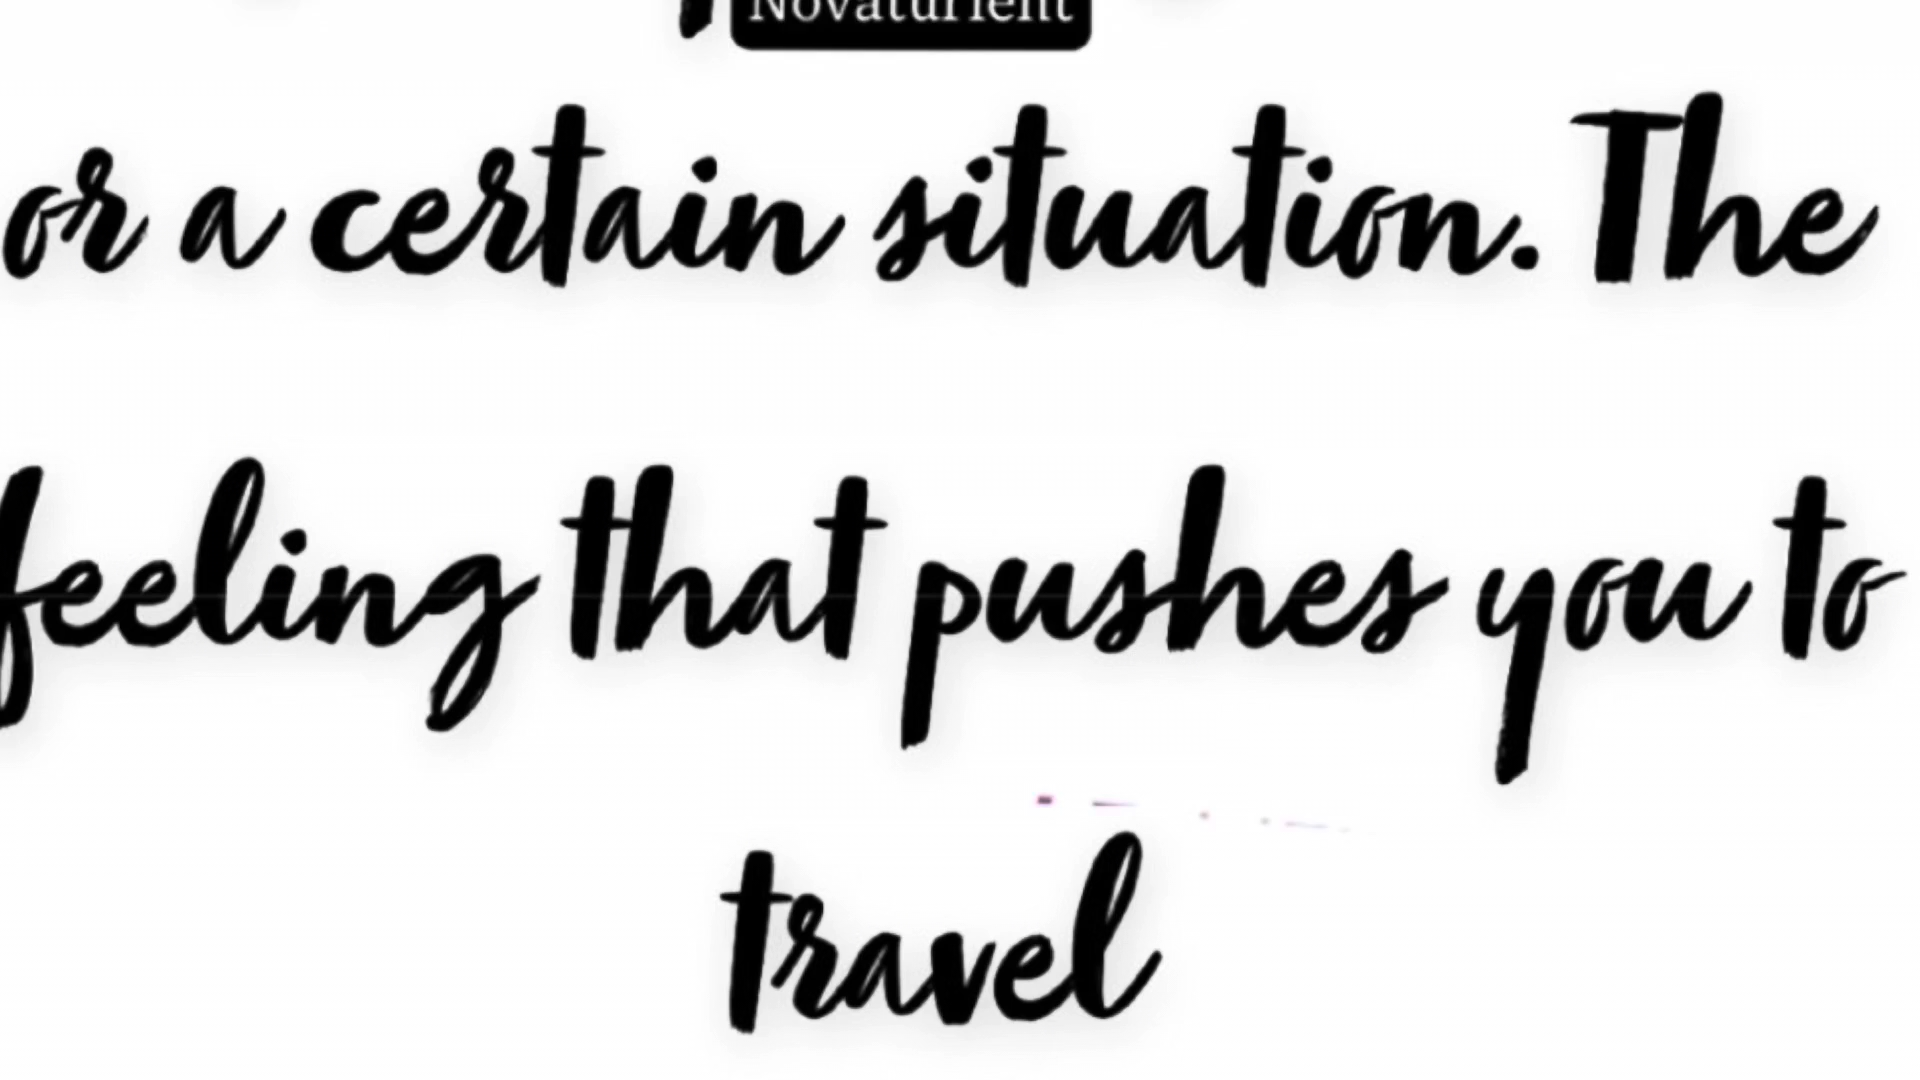 Novaturient
or a certain situation. The
feeling that pushes you to
travel